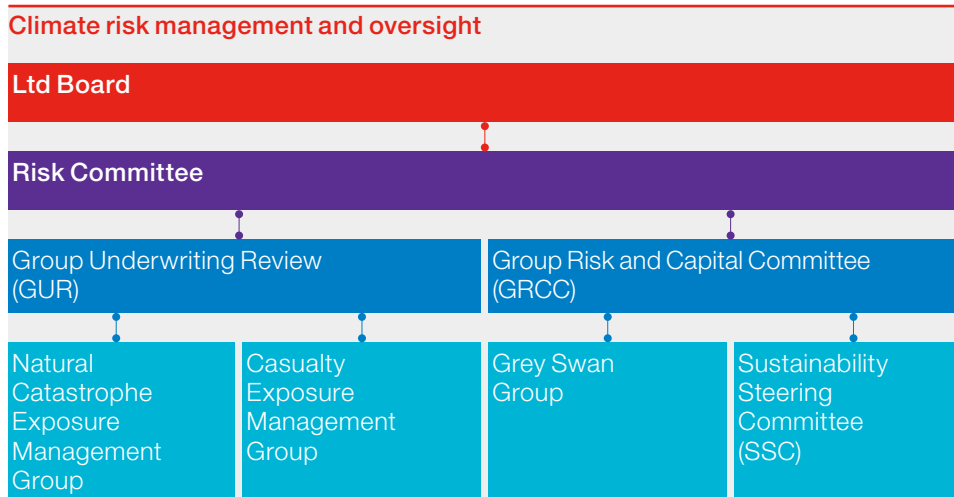 Climate risk management and oversight
Ltd Board
Risk Committee
Group Underwriting Review
(GUR)
Group Risk and Capital Committee
(GRCC)
Natural
Catastrophe
Exposure
Management
Group
Casualty
Exposure
Management
Group
Grey Swan
Group
Sustainability
Steering
Committee
(SSC)